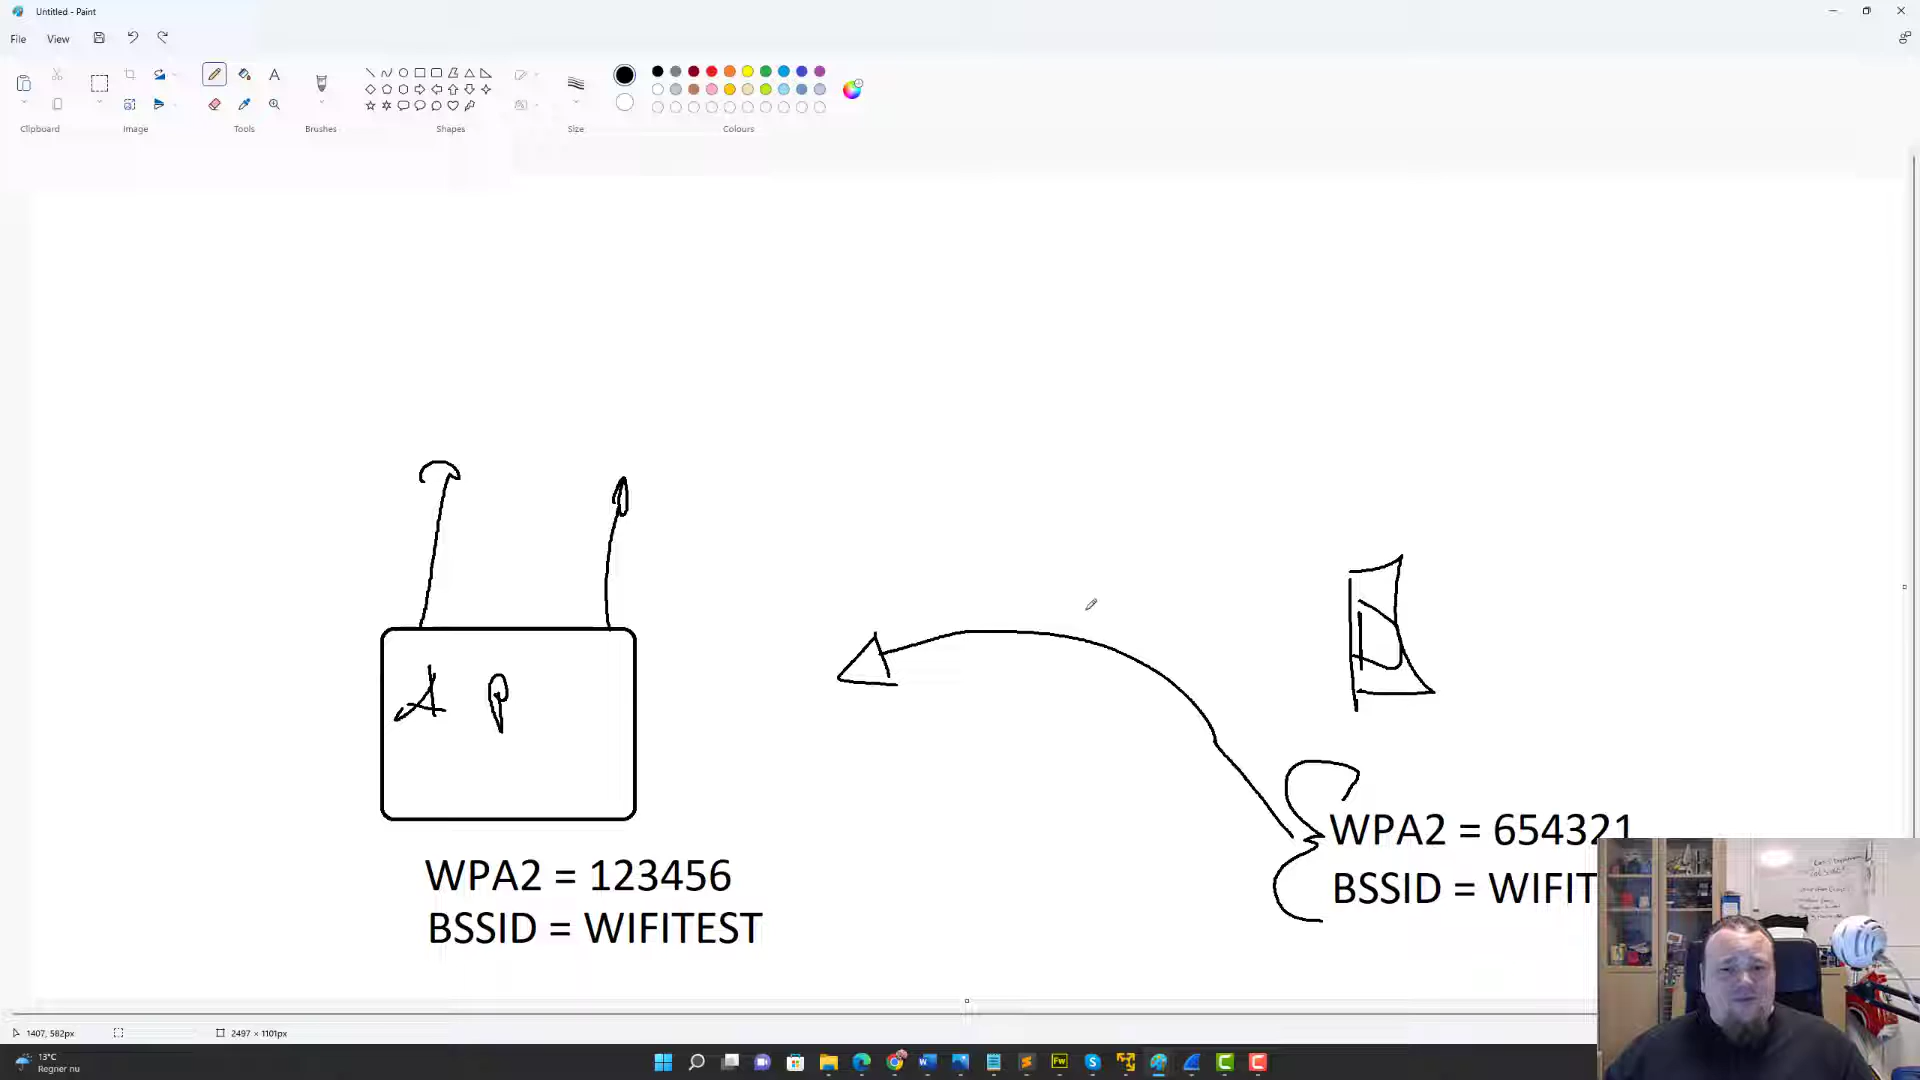 Untitled - Paint
File View
Clipboard
Image
Tools
Brushes
Shapes
Size
Colours
A P
WPA2 = 123456
BSSID = WIFITEST
WPA2 = 654321
BSSID = WIFIT
1407, 582px
2497 × 1101px
13°C
Regner nu